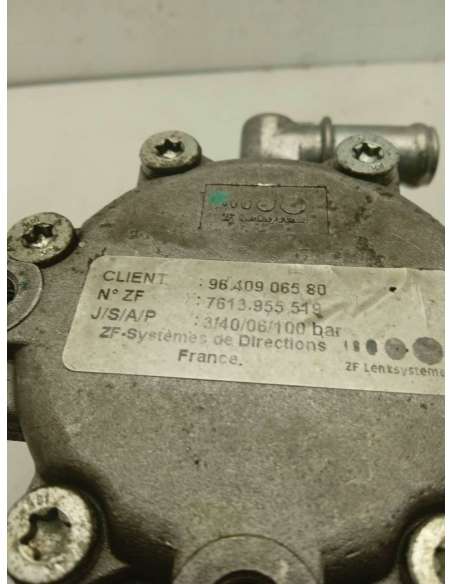 CLIENT : 96.409 065 80
N° ZF : 7613.955.519
J/S/A/P : 3/40/06/100 bar
ZF-Systèmes de Directions
France.
ZF Lenksysteme